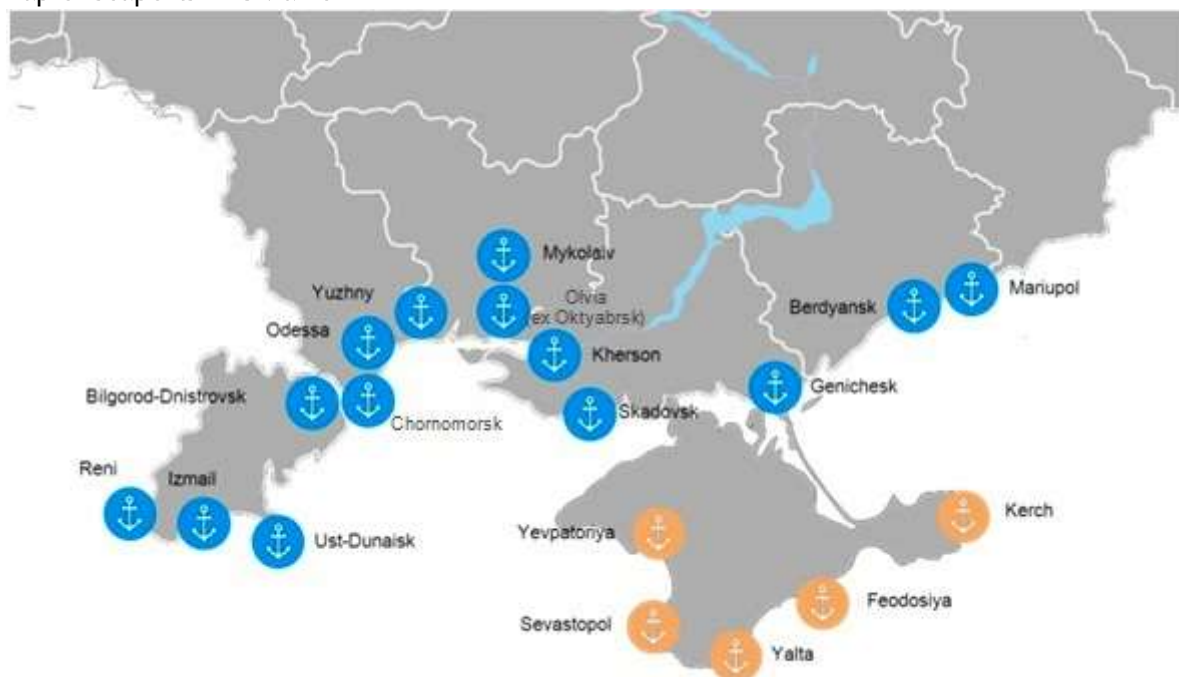 Mykolaiv
Olvia
(ex Oktyabrsk)
Yuzhny
Mariupol
Berdyansk
Odessa
Kherson
Genichesk
Bilgorod-Dnistrovsk
Skadovsk
Chornomorsk
Reni
Izmail
Kerch
Yevpatoriya
Ust-Dunaisk
Feodosiya
Sevastopol
Yalta